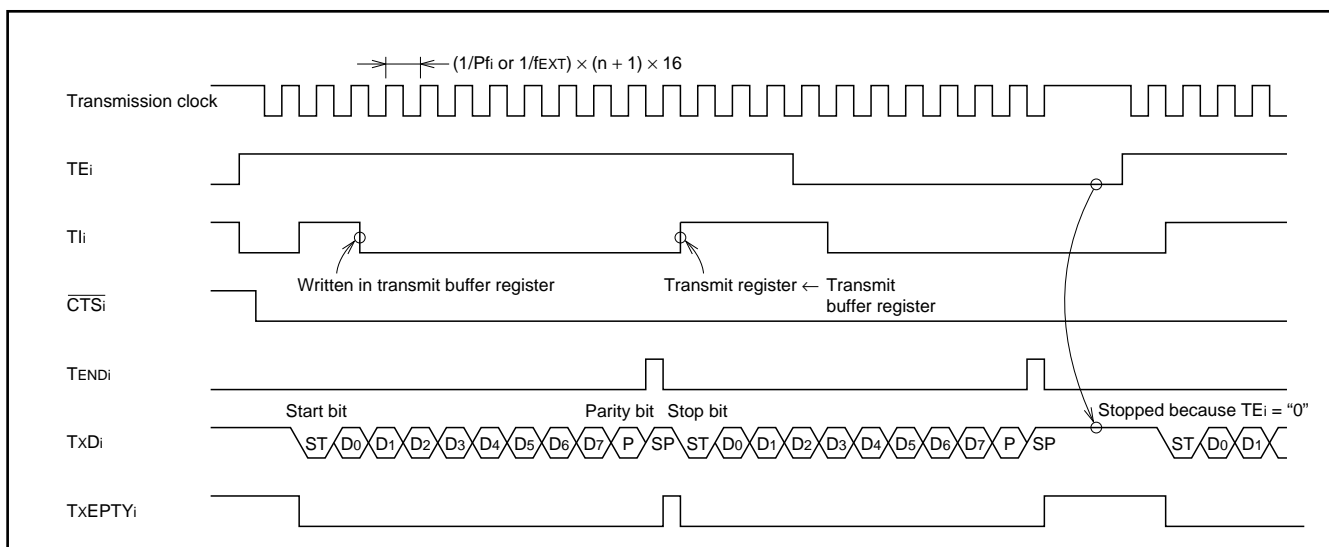 (1/Pfi or 1/fEXT) × (n + 1) × 16
Transmission clock
TEi
TIi
Written in transmit buffer register
Transmit register ← Transmit
buffer register
CTSi
TENDi
Start bit
Parity bit
Stop bit
Stopped because TEi = “0”
TXDi
ST D0 D1 D2 D3 D4 D5 D6 D7 P SP ST D0 D1 D2 D3 D4 D5 D6 D7 P SP ST D0 D1
TXEPTYi